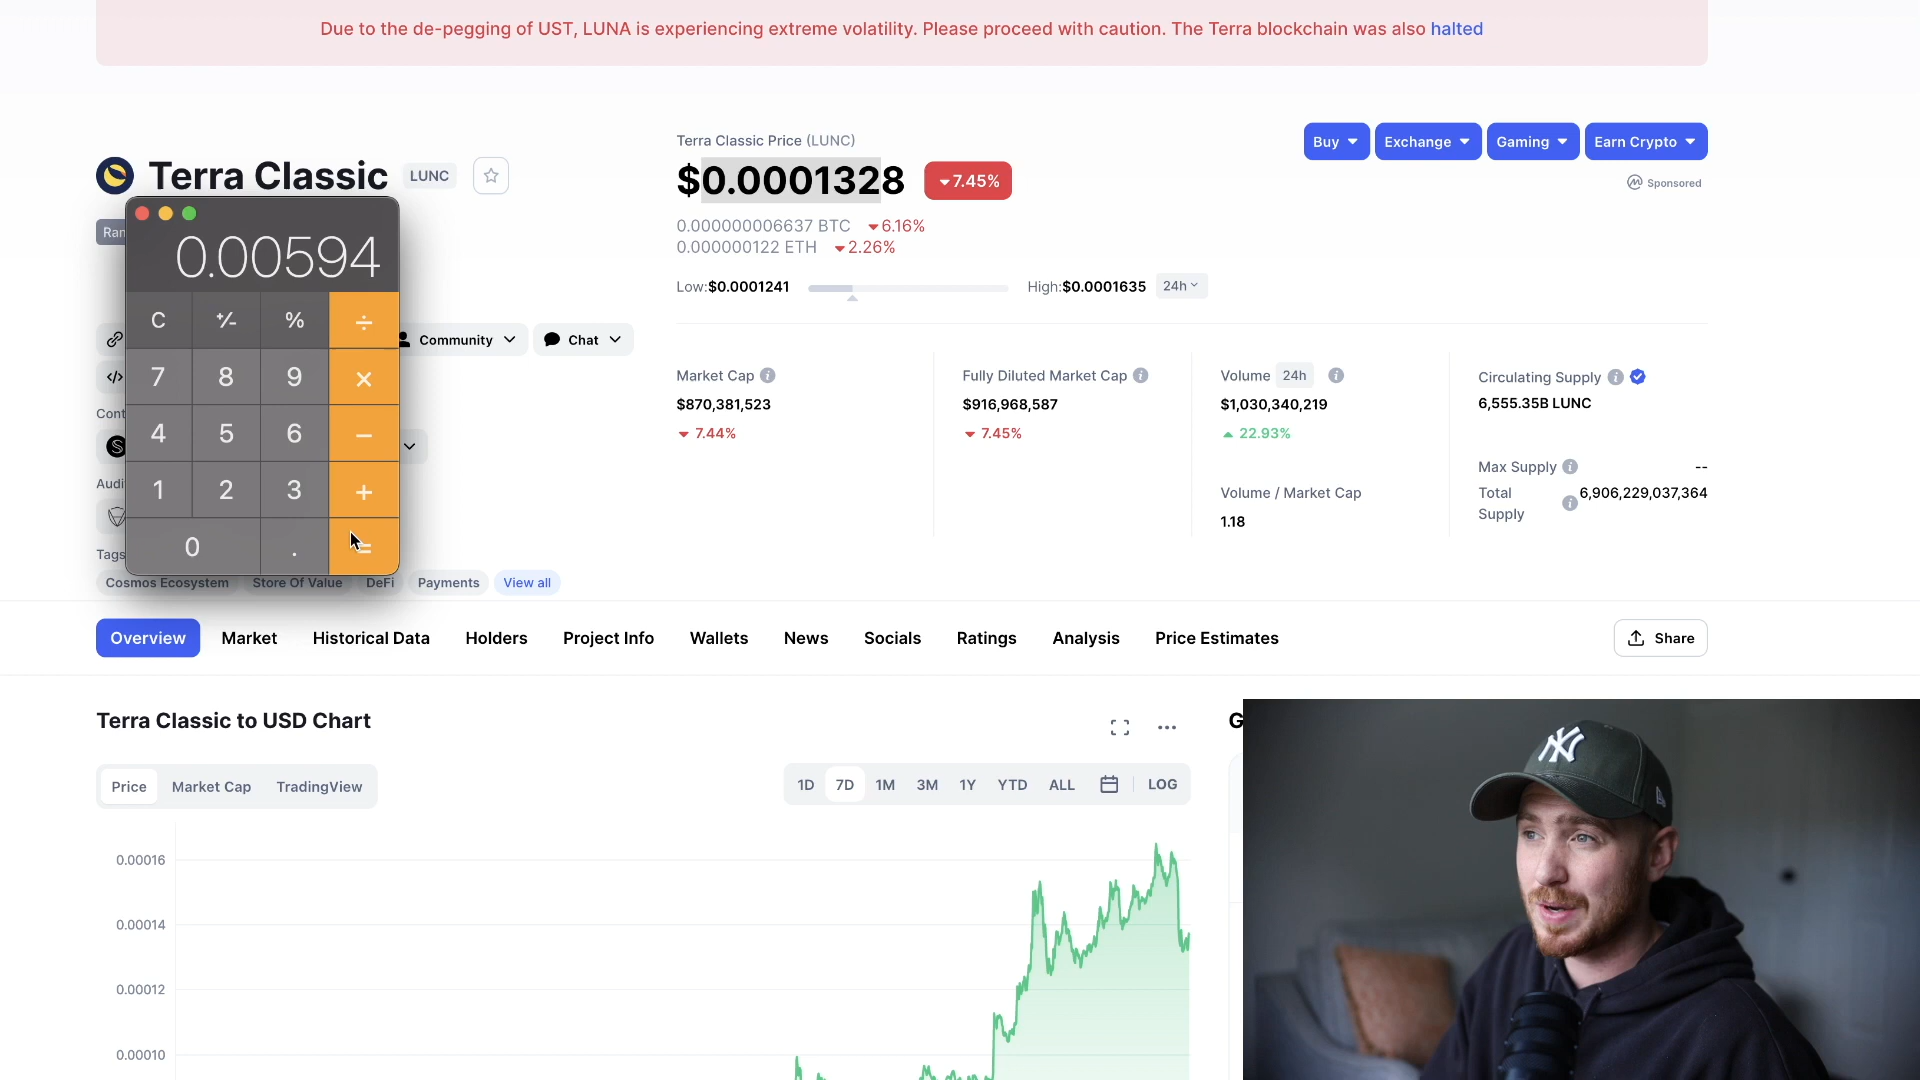 Due to the de-pegging of UST, LUNA is experiencing extreme volatility. Please proceed with caution. The Terra blockchain was also halted
Terra Classic LUNC
Terra Classic Price (LUNC)
$0.0001328 7.45%
0.000000006637 BTC 6.16%
0.000000122 ETH 2.26%
Low:$0.0001241 High:$0.0001635 24h
Buy Exchange Gaming Earn Crypto
Sponsored
0.00594
C +/- % ÷
7 8 9 ×
4 5 6 −
1 2 3 +
0 . =
Community Chat
Market Cap
$870,381,523
7.44%
Fully Diluted Market Cap
$916,968,587
7.45%
Volume 24h
$1,030,340,219
22.93%
Volume / Market Cap
1.18
Circulating Supply
6,555.35B LUNC
Max Supply --
Total Supply 6,906,229,037,364
Tags
Cosmos Ecosystem Store Of Value DeFi Payments View all
Overview Market Historical Data Holders Project Info Wallets News Socials Ratings Analysis Price Estimates Share
Terra Classic to USD Chart
Price Market Cap TradingView
1D 7D 1M 3M 1Y YTD ALL LOG
0.00016
0.00014
0.00012
0.00010
NY